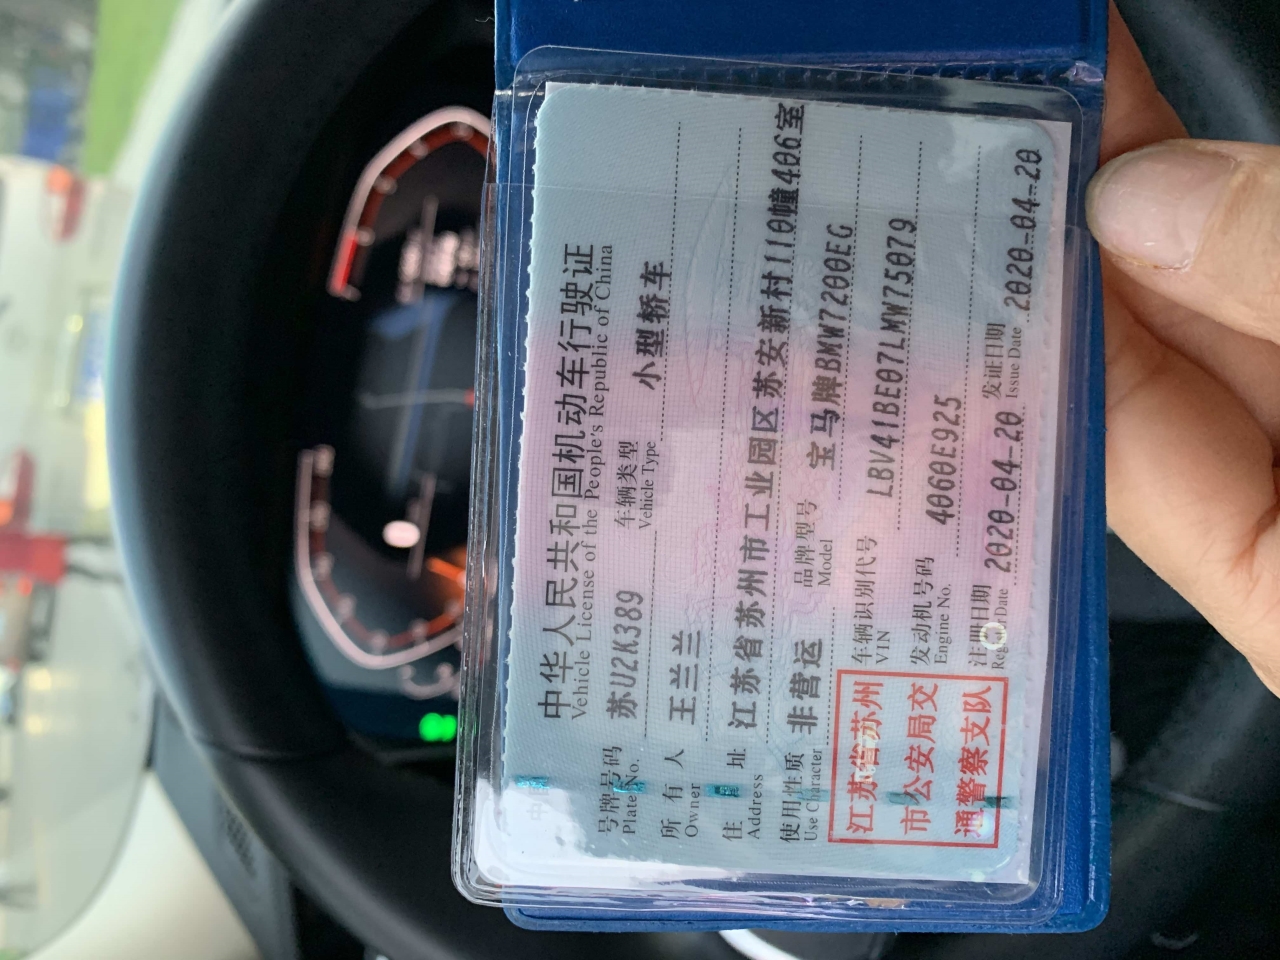 中华人民共和国机动车行驶证
Vehicle License of the People's Republic of China
号牌号码 苏U2K389 车辆类型 小型轿车
Plate No. Vehicle Type
所有人 王兰兰
Owner
住址 江苏省苏州市工业园区苏安新村110幢406室
Address
使用性质 非营运 品牌型号 宝马牌BMW7200EG
Use Character Model
江苏省苏州
市公安局交
通警察支队
车辆识别代号 LBV41BE07LMW75079
VIN
发动机号码 4060E925
Engine No.
注册日期 2020-04-20 发证日期 2020-04-20
Date Issue Date